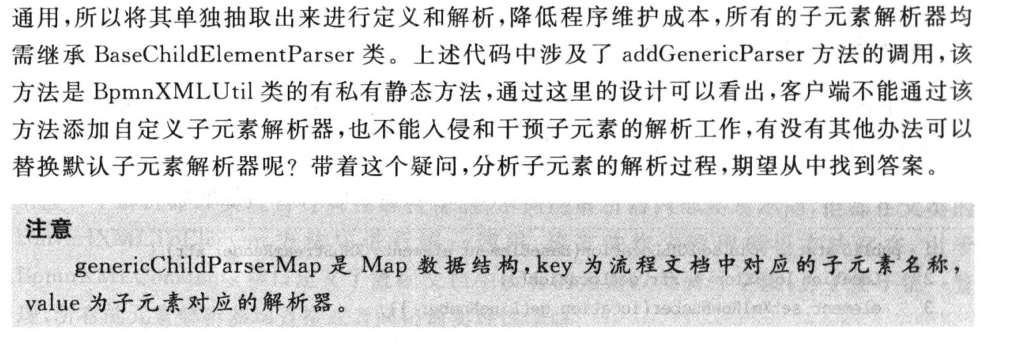 通用,所以将其单独抽取出来进行定义和解析,降低程序维护成本,所有的子元素解析器均
需继承 BaseChildElementParser 类。上述代码中涉及了 addGenericParser 方法的调用,该
方法是 BpmnXMLUtil 类的有私有静态方法,通过这里的设计可以看出,客户端不能通过该
方法添加自定义子元素解析器,也不能入侵和干预子元素的解析工作,有没有其他办法可以
替换默认子元素解析器呢? 带着这个疑问,分析子元素的解析过程,期望从中找到答案。
注意
genericChildParserMap 是 Map 数据结构,key 为流程文档中对应的子元素名称,
value 为子元素对应的解析器。